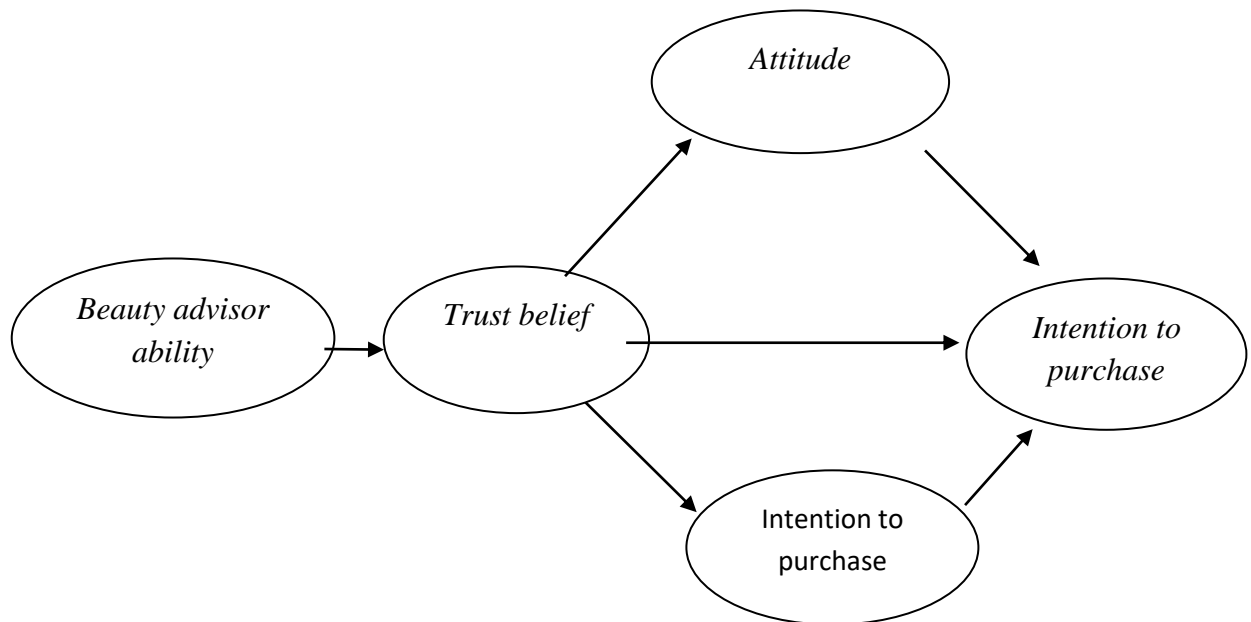 Attitude
Beauty advisor
ability
Trust belief
Intention to
purchase
Intention to
purchase